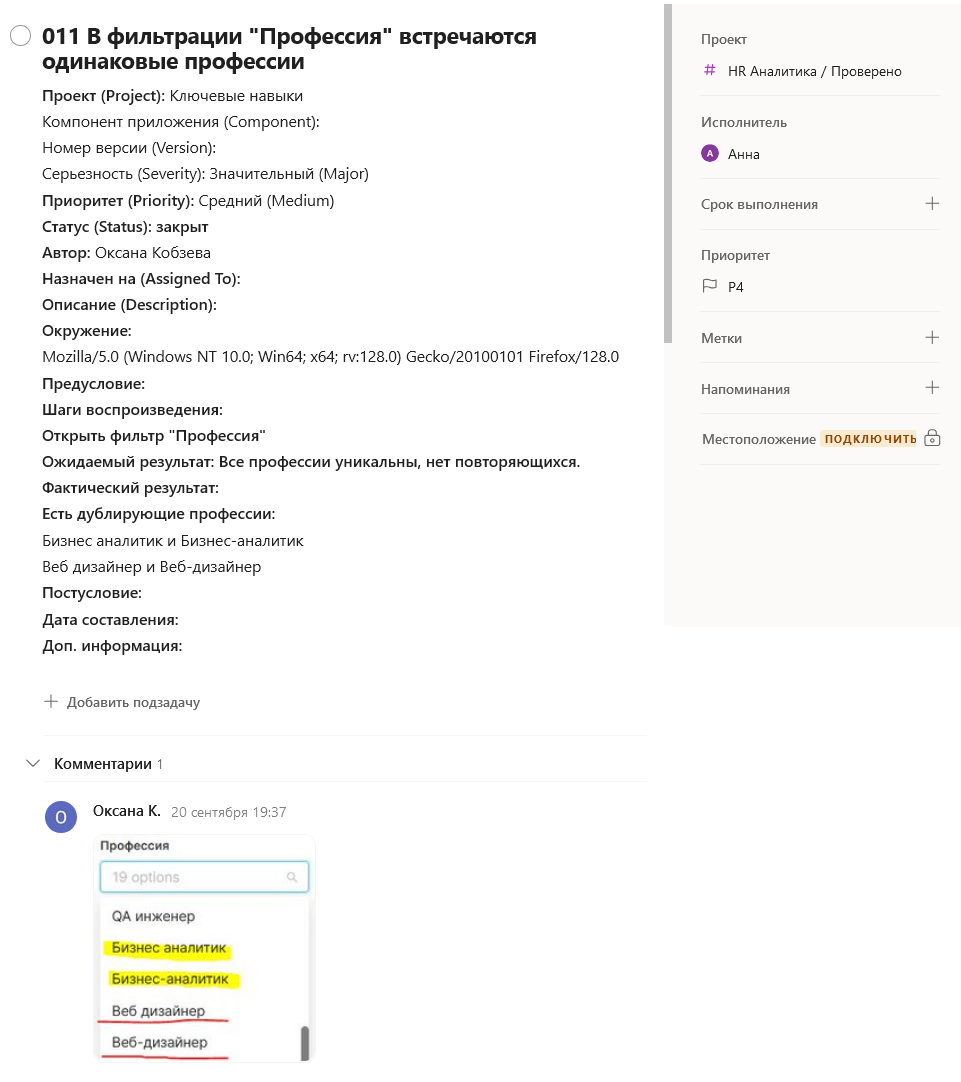 011 В фильтрации "Профессия" встречаются
одинаковые профессии
Проект (Project): Ключевые навыки
Компонент приложения (Component):
Номер версии (Version):
Серьезность (Severity): Значительный (Major)
Приоритет (Priority): Средний (Medium)
Статус (Status): закрыт
Автор: Оксана Кобзева
Назначен на (Assigned To):
Описание (Description):
Окружение:
Mozilla/5.0 (Windows NT 10.0; Win64; x64; rv:128.0) Gecko/20100101 Firefox/128.0
Предусловие:
Шаги воспроизведения:
Открыть фильтр "Профессия"
Ожидаемый результат: Все профессии уникальны, нет повторяющихся.
Фактический результат:
Есть дублирующие профессии:
Бизнес аналитик и Бизнес-аналитик
Веб дизайнер и Веб-дизайнер
Постусловие:
Дата составления:
Доп. информация:
Добавить подзадачу
Комментарии 1
О
Оксана К. 20 сентября 19:37
Профессия
19 options
QA инженер
Бизнес аналитик
Бизнес-аналитик
Веб дизайнер
Веб-дизайнер
Проект
# HR Аналитика / Проверено
Исполнитель
А Анна
Срок выполнения
Приоритет
P4
Метки
Напоминания
Местоположение ПОДКЛЮЧИТЬ